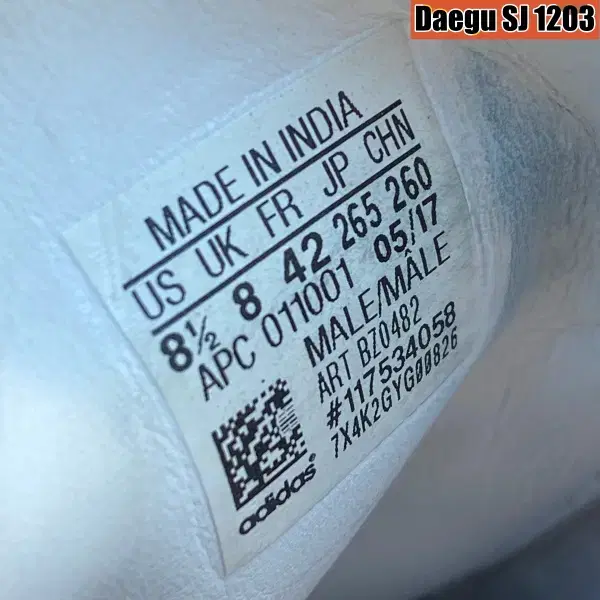 Daegu SJ 1203
MADE IN INDIA
US UK FR JP CHN
8½ 8 42 265 260
APC 011001 05/17
MALE/MÂLE
ART BZ0482
#117534058
7X4K2GYG00826
adidas®